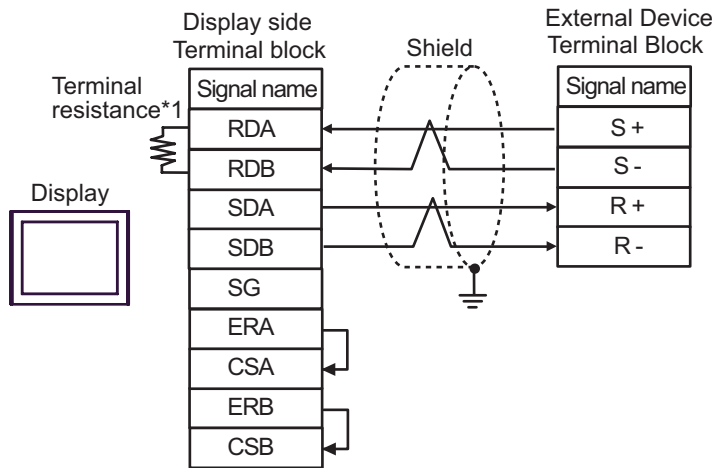 Display side
Terminal block
Shield
External Device
Terminal Block
Terminal
resistance*1
Display
Signal name
RDA
RDB
SDA
SDB
SG
ERA
CSA
ERB
CSB
Signal name
S +
S -
R +
R -